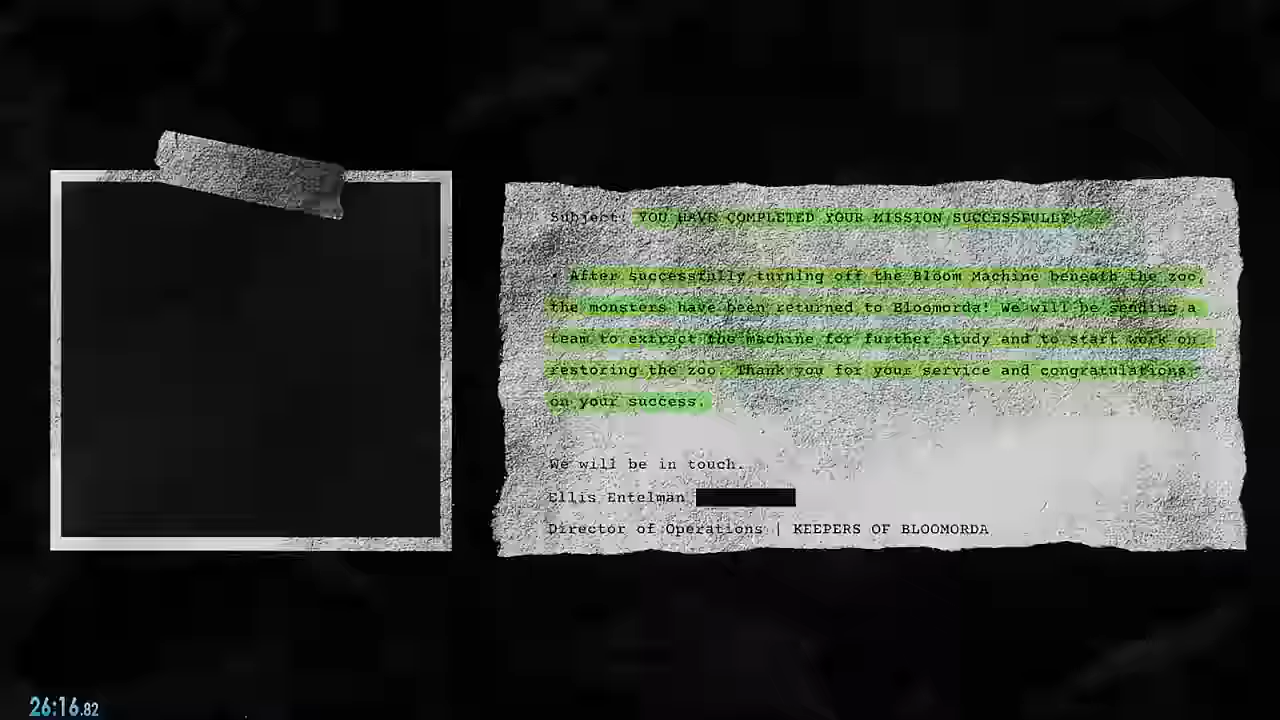 Subject: YOU HAVE COMPLETED YOUR MISSION SUCCESSFULLY!
- After successfully turning off the Bloom Machine beneath the zoo,
the monsters have been returned to Bloomorda! We will be sending a
team to extract the machine for further study and to start work on
restoring the zoo. Thank you for your service and congratulations
on your success.
We will be in touch.
Ellis Entelman
Director of Operations | KEEPERS OF BLOOMORDA
26:16.82